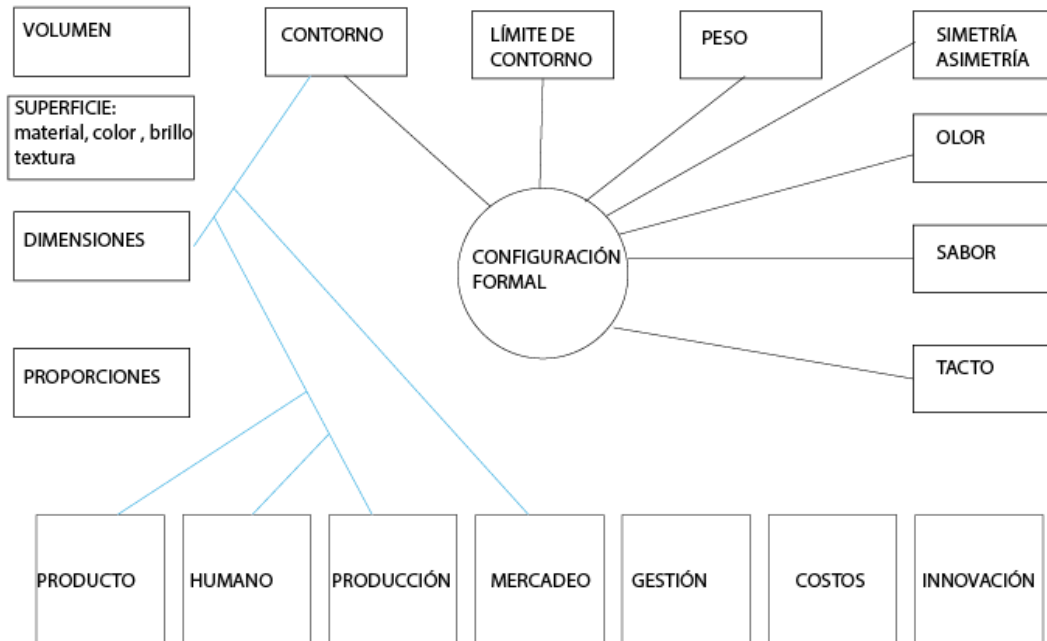 VOLUMEN
CONTORNO
LÍMITE DE
CONTORNO
PESO
SIMETRÍA
ASIMETRÍA
SUPERFICIE:
material, color , brillo
textura
OLOR
DIMENSIONES
CONFIGURACIÓN
FORMAL
SABOR
PROPORCIONES
TACTO
PRODUCTO
HUMANO
PRODUCCIÓN
MERCADEO
GESTIÓN
COSTOS
INNOVACIÓN